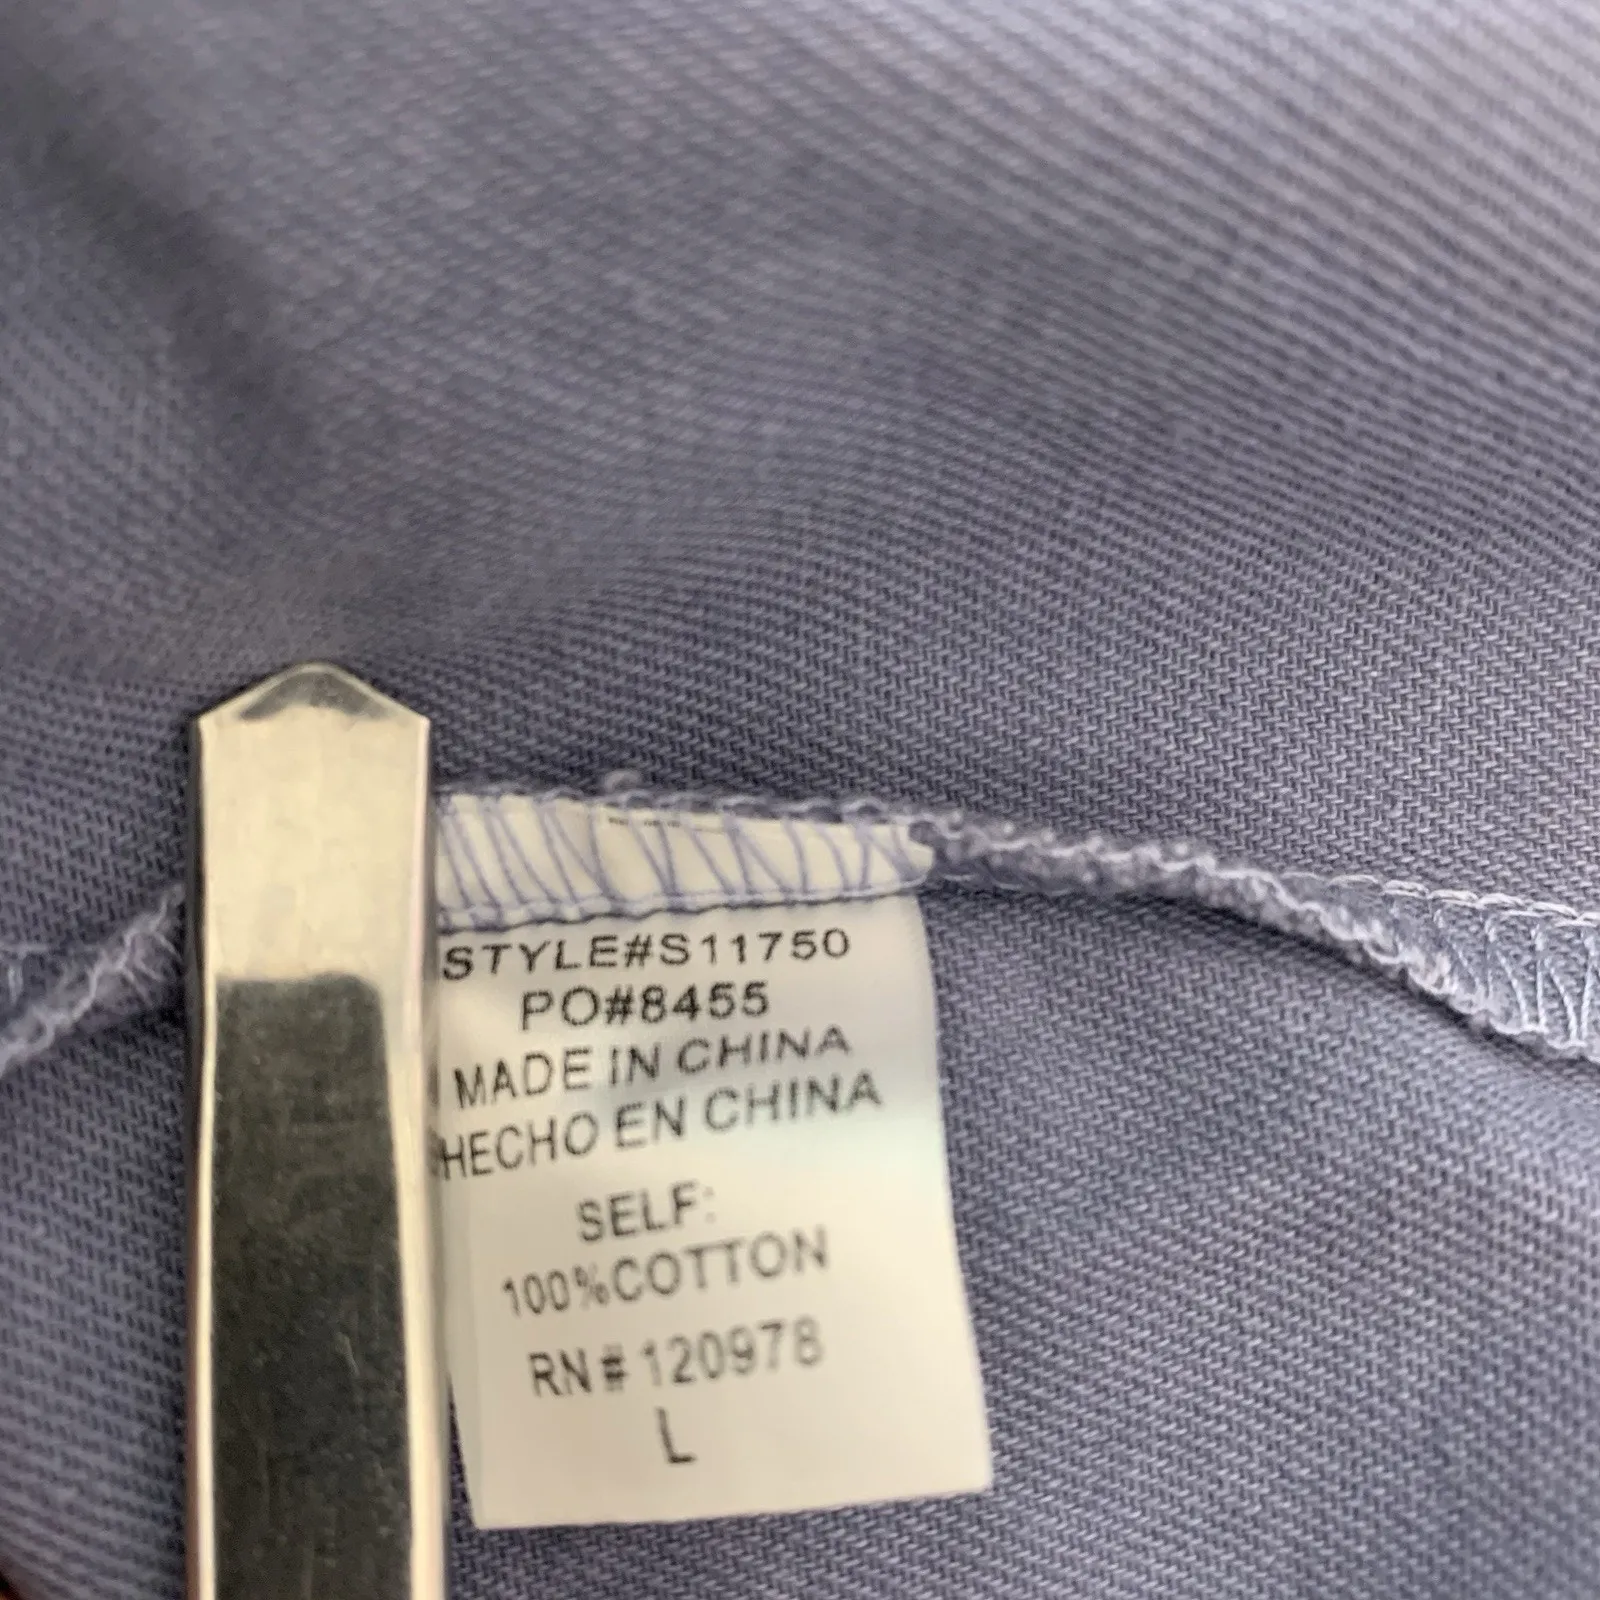 STYLE#S11750
PO#8455
MADE IN CHINA
HECHO EN CHINA
SELF:
100%COTTON
RN# 120978
L